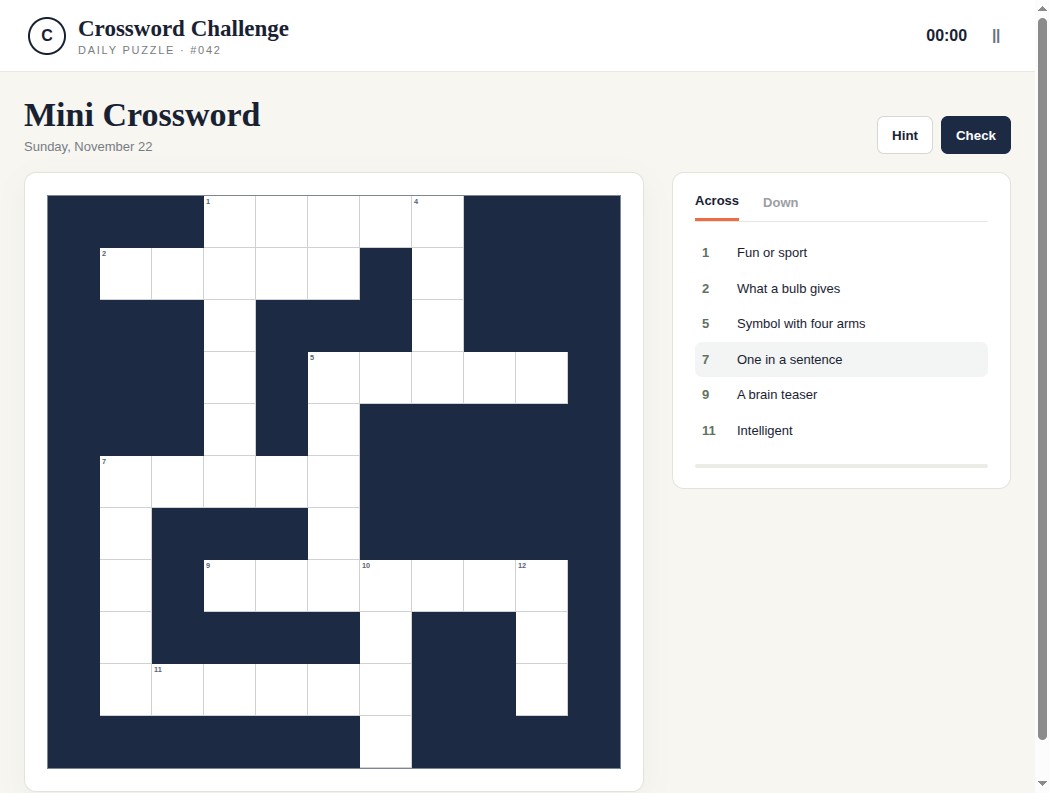 C
Crossword Challenge
DAILY PUZZLE · #042
00:00
Mini Crossword
Sunday, November 22
Hint
Check
1
4
2
5
7
9
10
12
11
Across
Down
1 Fun or sport
2 What a bulb gives
5 Symbol with four arms
7 One in a sentence
9 A brain teaser
11 Intelligent